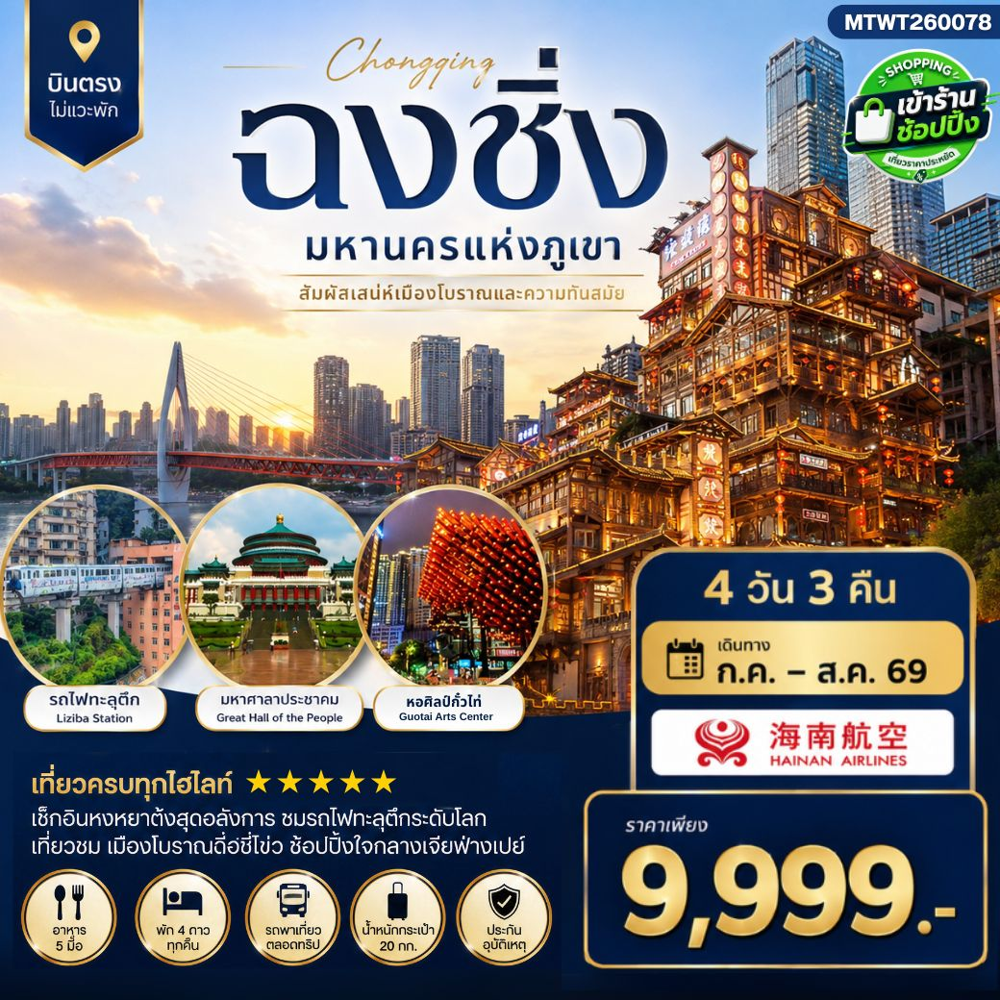 MTWT260078
บินตรง
ไม่แวะพัก
Chongqing
ฉงชิ่ง
มหานครแห่งภูเขา
สัมผัสเสน่ห์เมืองโบราณและความทันสมัย
SHOPPING
เข้าร้าน
ช้อปปิ้ง
เที่ยวราคาประหยัด
รถไฟทะลุตึก
Liziba Station
มหาศาลาประชาคม
Great Hall of the People
หอศิลป์กั๋วไท่
Guotai Arts Center
4 วัน 3 คืน
เดินทาง
ก.ค. – ส.ค. 69
海南航空
HAINAN AIRLINES
เที่ยวครบทุกไฮไลท์
เช็กอินหงหยาต้งสุดอลังการ ชมรถไฟทะลุตึกระดับโลก
เที่ยวชม เมืองโบราณดี๋อชี่โข่ว ช้อปปิ้งใจกลางเจียฟ่างเปย์
อาหาร
5 มื้อ
พัก 4 ดาว
ทุกคืน
รถพาเที่ยว
ตลอดทริป
น้ำหนักกระเป๋า
20 กก.
ประกัน
อุบัติเหตุ
ราคาเพียง
9,999.-